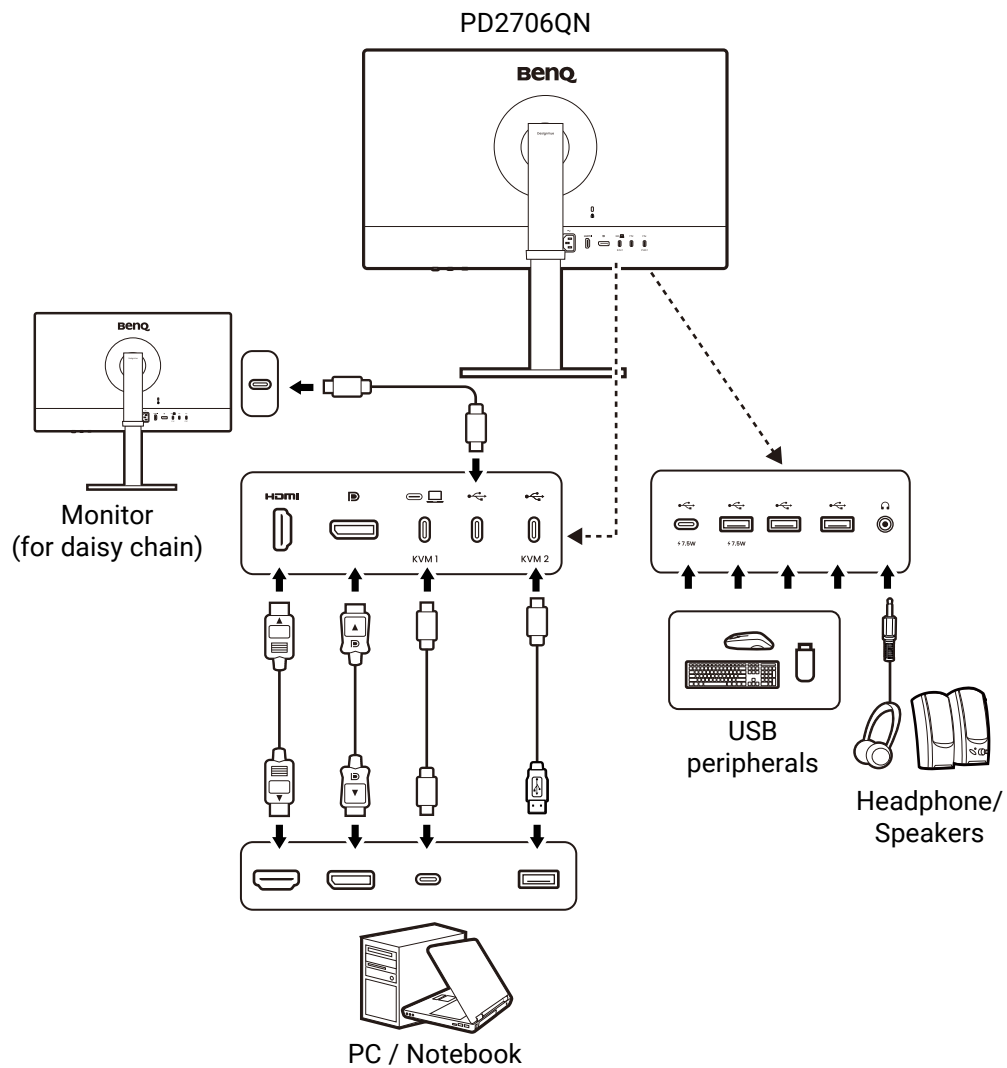 PD2706QN
BenQ
BenQ
Monitor
(for daisy chain)
HDMI
KVM 1
KVM 2
7.5W
7.5W
USB
peripherals
Headphone/
Speakers
PC / Notebook